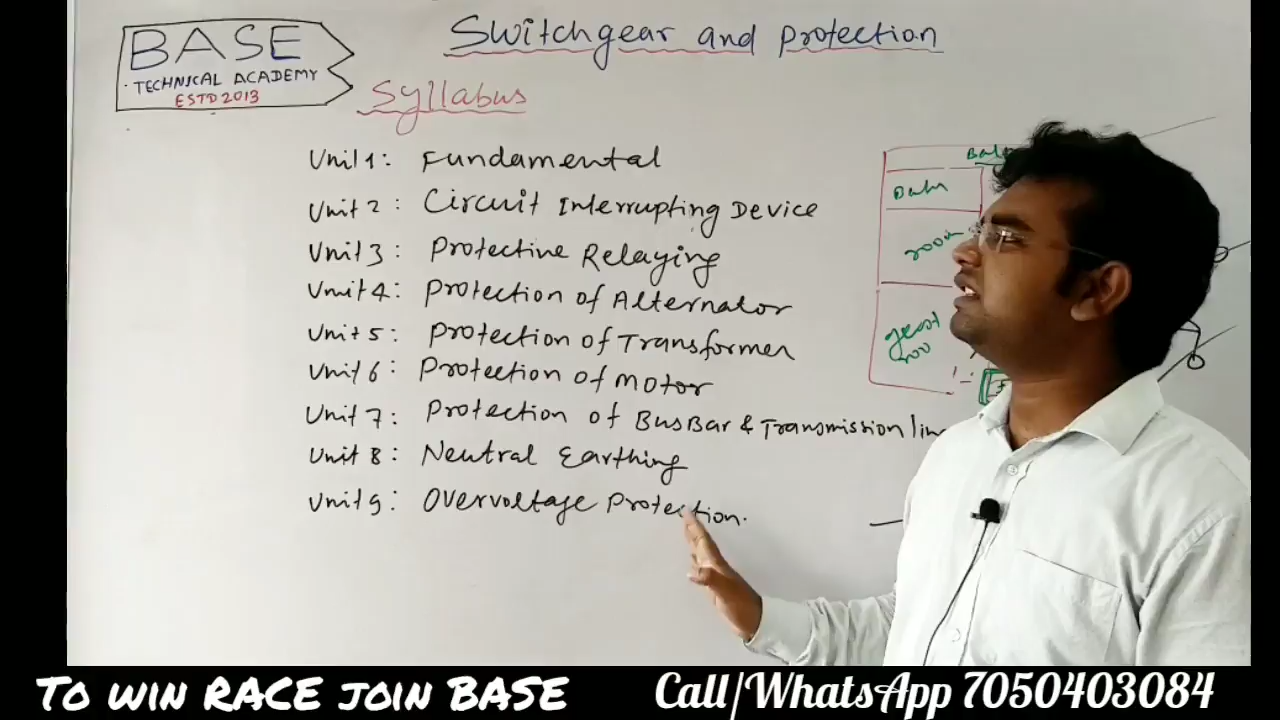 BASE
TECHNICAL ACADEMY
ESTD 2013
Switchgear and protection
Syllabus
Unit 1: Fundamental
Unit 2: Circuit Interrupting Device
Unit 3: Protective Relaying
Unit 4: Protection of Alternator
Unit 5: Protection of Transformer
Unit 6: Protection of motor
Unit 7: Protection of BusBar & Transmission lin
Unit 8: Neutral Earthing
Unit 9: Overvoltage Protection.
room
To win RACE join BASE
Call/WhatsApp 7050403084